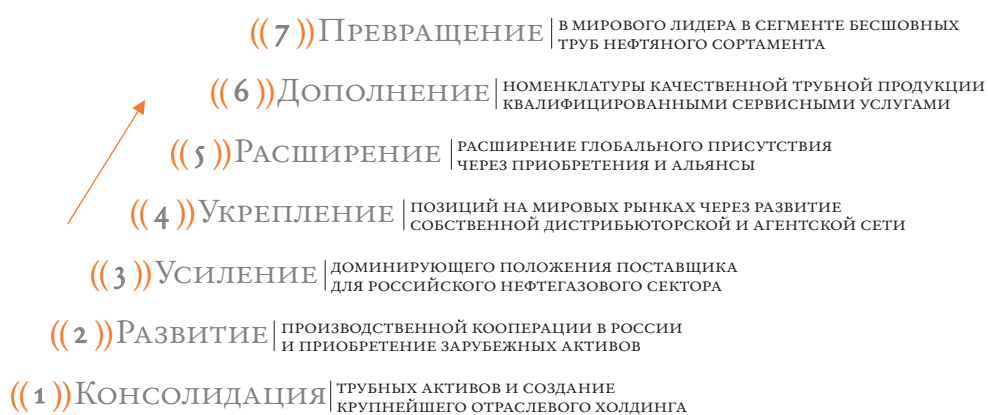 ((7)) Превращение | в мирового лидера в сегменте бесшовных
труб нефтяного сортамента
((6)) Дополнение | номенклатуры качественной трубной продукции
квалифицированными сервисными услугами
((5)) Расширение | расширение глобального присутствия
через приобретения и альянсы
((4)) Укрепление | позиций на мировых рынках через развитие
собственной дистрибьюторской и агентской сети
((3)) Усиление | доминирующего положения поставщика
для российского нефтегазового сектора
((2)) Развитие | производственной кооперации в России
и приобретение зарубежных активов
((1)) Консолидация | трубных активов и создание
крупнейшего отраслевого холдинга